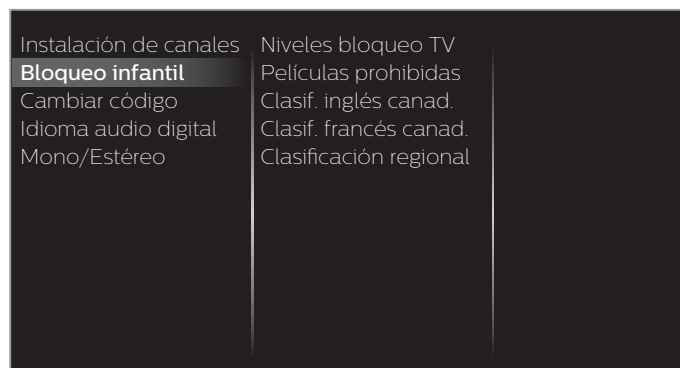 Instalación de canales
Bloqueo infantil
Cambiar código
Idioma audio digital
Mono/Estéreo
Niveles bloqueo TV
Películas prohibidas
Clasif. inglés canad.
Clasif. francés canad.
Clasificación regional